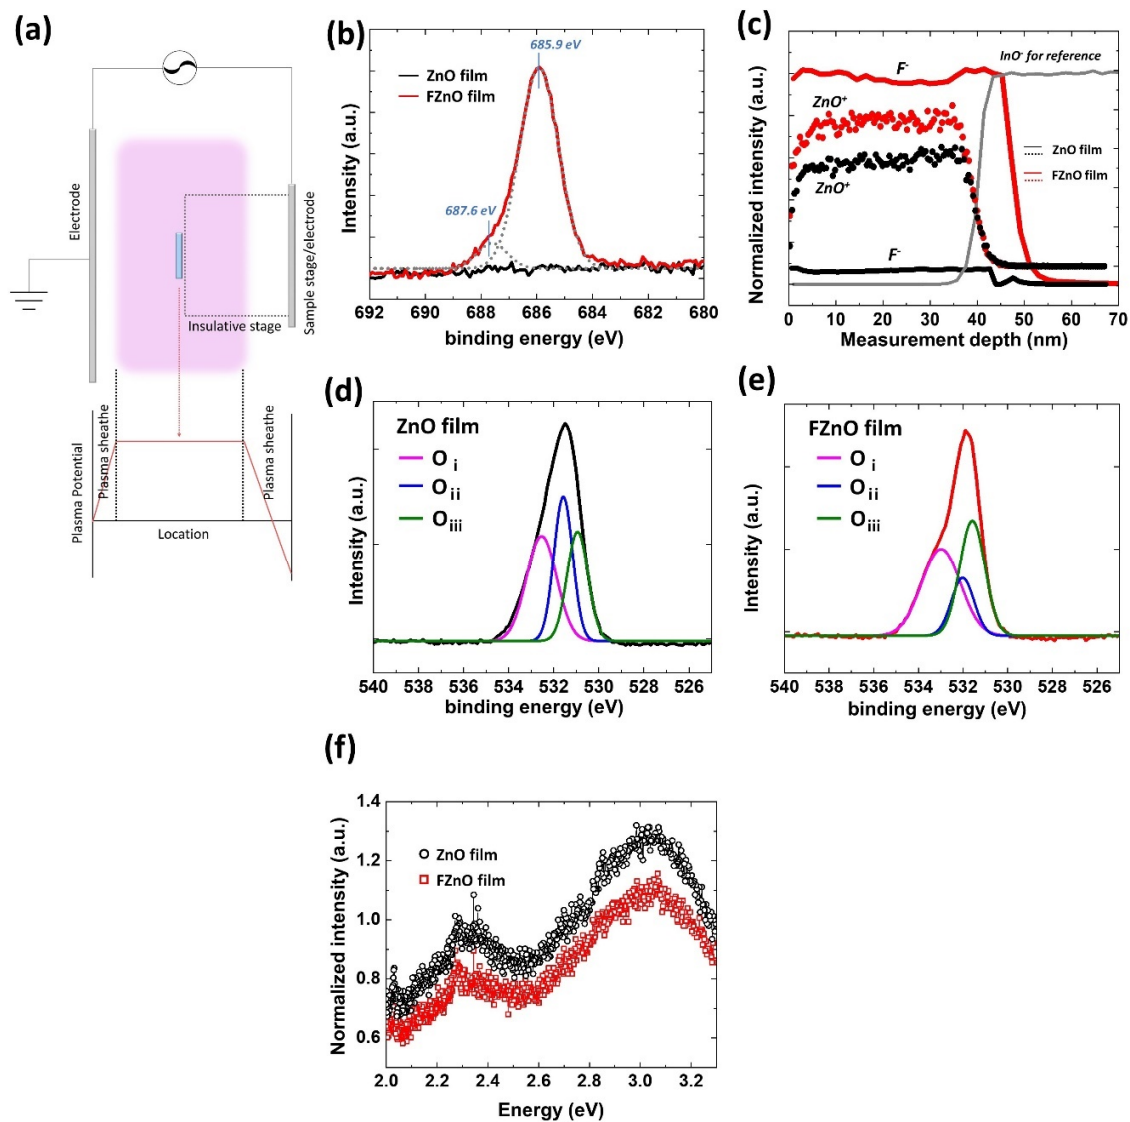 (a)
Electrode
Sample stage/electrode
Insulative stage
Plasma Potential
Plasma sheathe
Plasma sheathe
Location
(b)
685.9 eV
ZnO film
FZnO film
687.6 eV
Intensity (a.u.)
692 690 688 686 684 682 680
binding energy (eV)
(c)
InO⁻ for reference
F⁻
ZnO⁺
ZnO film
FZnO film
ZnO⁺
F⁻
Normalized intensity (a.u.)
0 10 20 30 40 50 60 70
Measurement depth (nm)
(d)
ZnO film
O i
O ii
O iii
Intensity (a.u.)
540 538 536 534 532 530 528 526
binding energy (eV)
(e)
FZnO film
O i
O ii
O iii
Intensity (a.u.)
540 538 536 534 532 530 528 526
binding energy (eV)
(f)
1.4
1.2
1.0
0.8
0.6
ZnO film
FZnO film
Normalized intensity (a.u.)
2.0 2.2 2.4 2.6 2.8 3.0 3.2
Energy (eV)